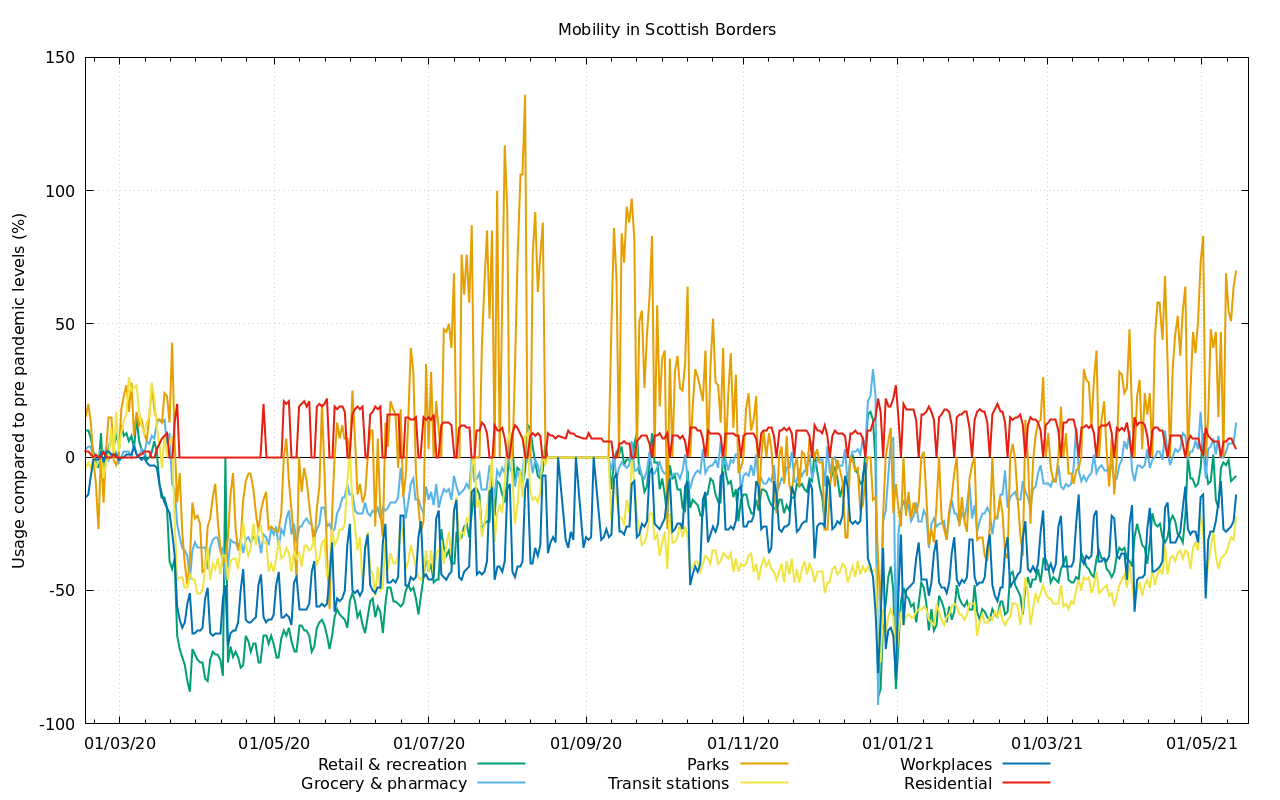 Mobility in Scottish Borders
Usage compared to pre pandemic levels (%)
150
100
50
0
-50
-100
01/03/20 01/05/20 01/07/20 01/09/20 01/11/20 01/01/21 01/03/21 01/05/21
Retail & recreation Parks Workplaces
Grocery & pharmacy Transit stations Residential